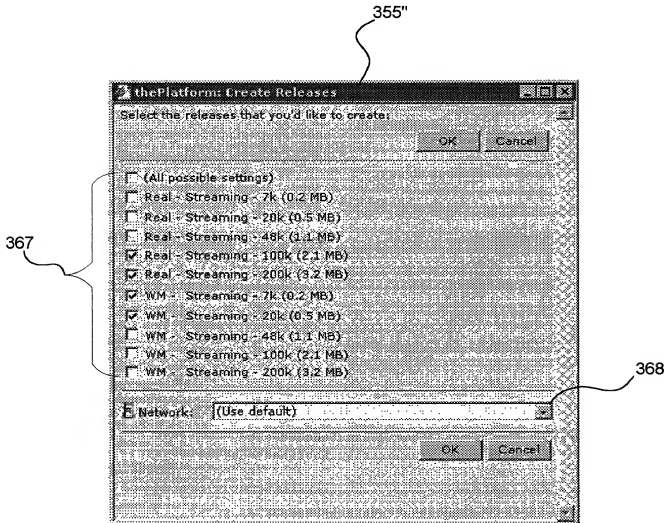 355"
thePlatform: Create Releases
Select the releases that you'd like to create:
OK Cancel
(All possible settings)
Real - Streaming - 7k (0.2 MB)
Real - Streaming - 20k (0.5 MB)
Real - Streaming - 48k (1.1 MB)
367
Real - Streaming - 100k (2.1 MB)
Real - Streaming - 200k (3.2 MB)
WM - Streaming - 7k (0.2 MB)
WM - Streaming - 20k (0.5 MB)
WM - Streaming - 48k (1.1 MB)
WM - Streaming - 100k (2.1 MB)
WM - Streaming - 200k (3.2 MB)
368
Network: (Use default)
OK Cancel